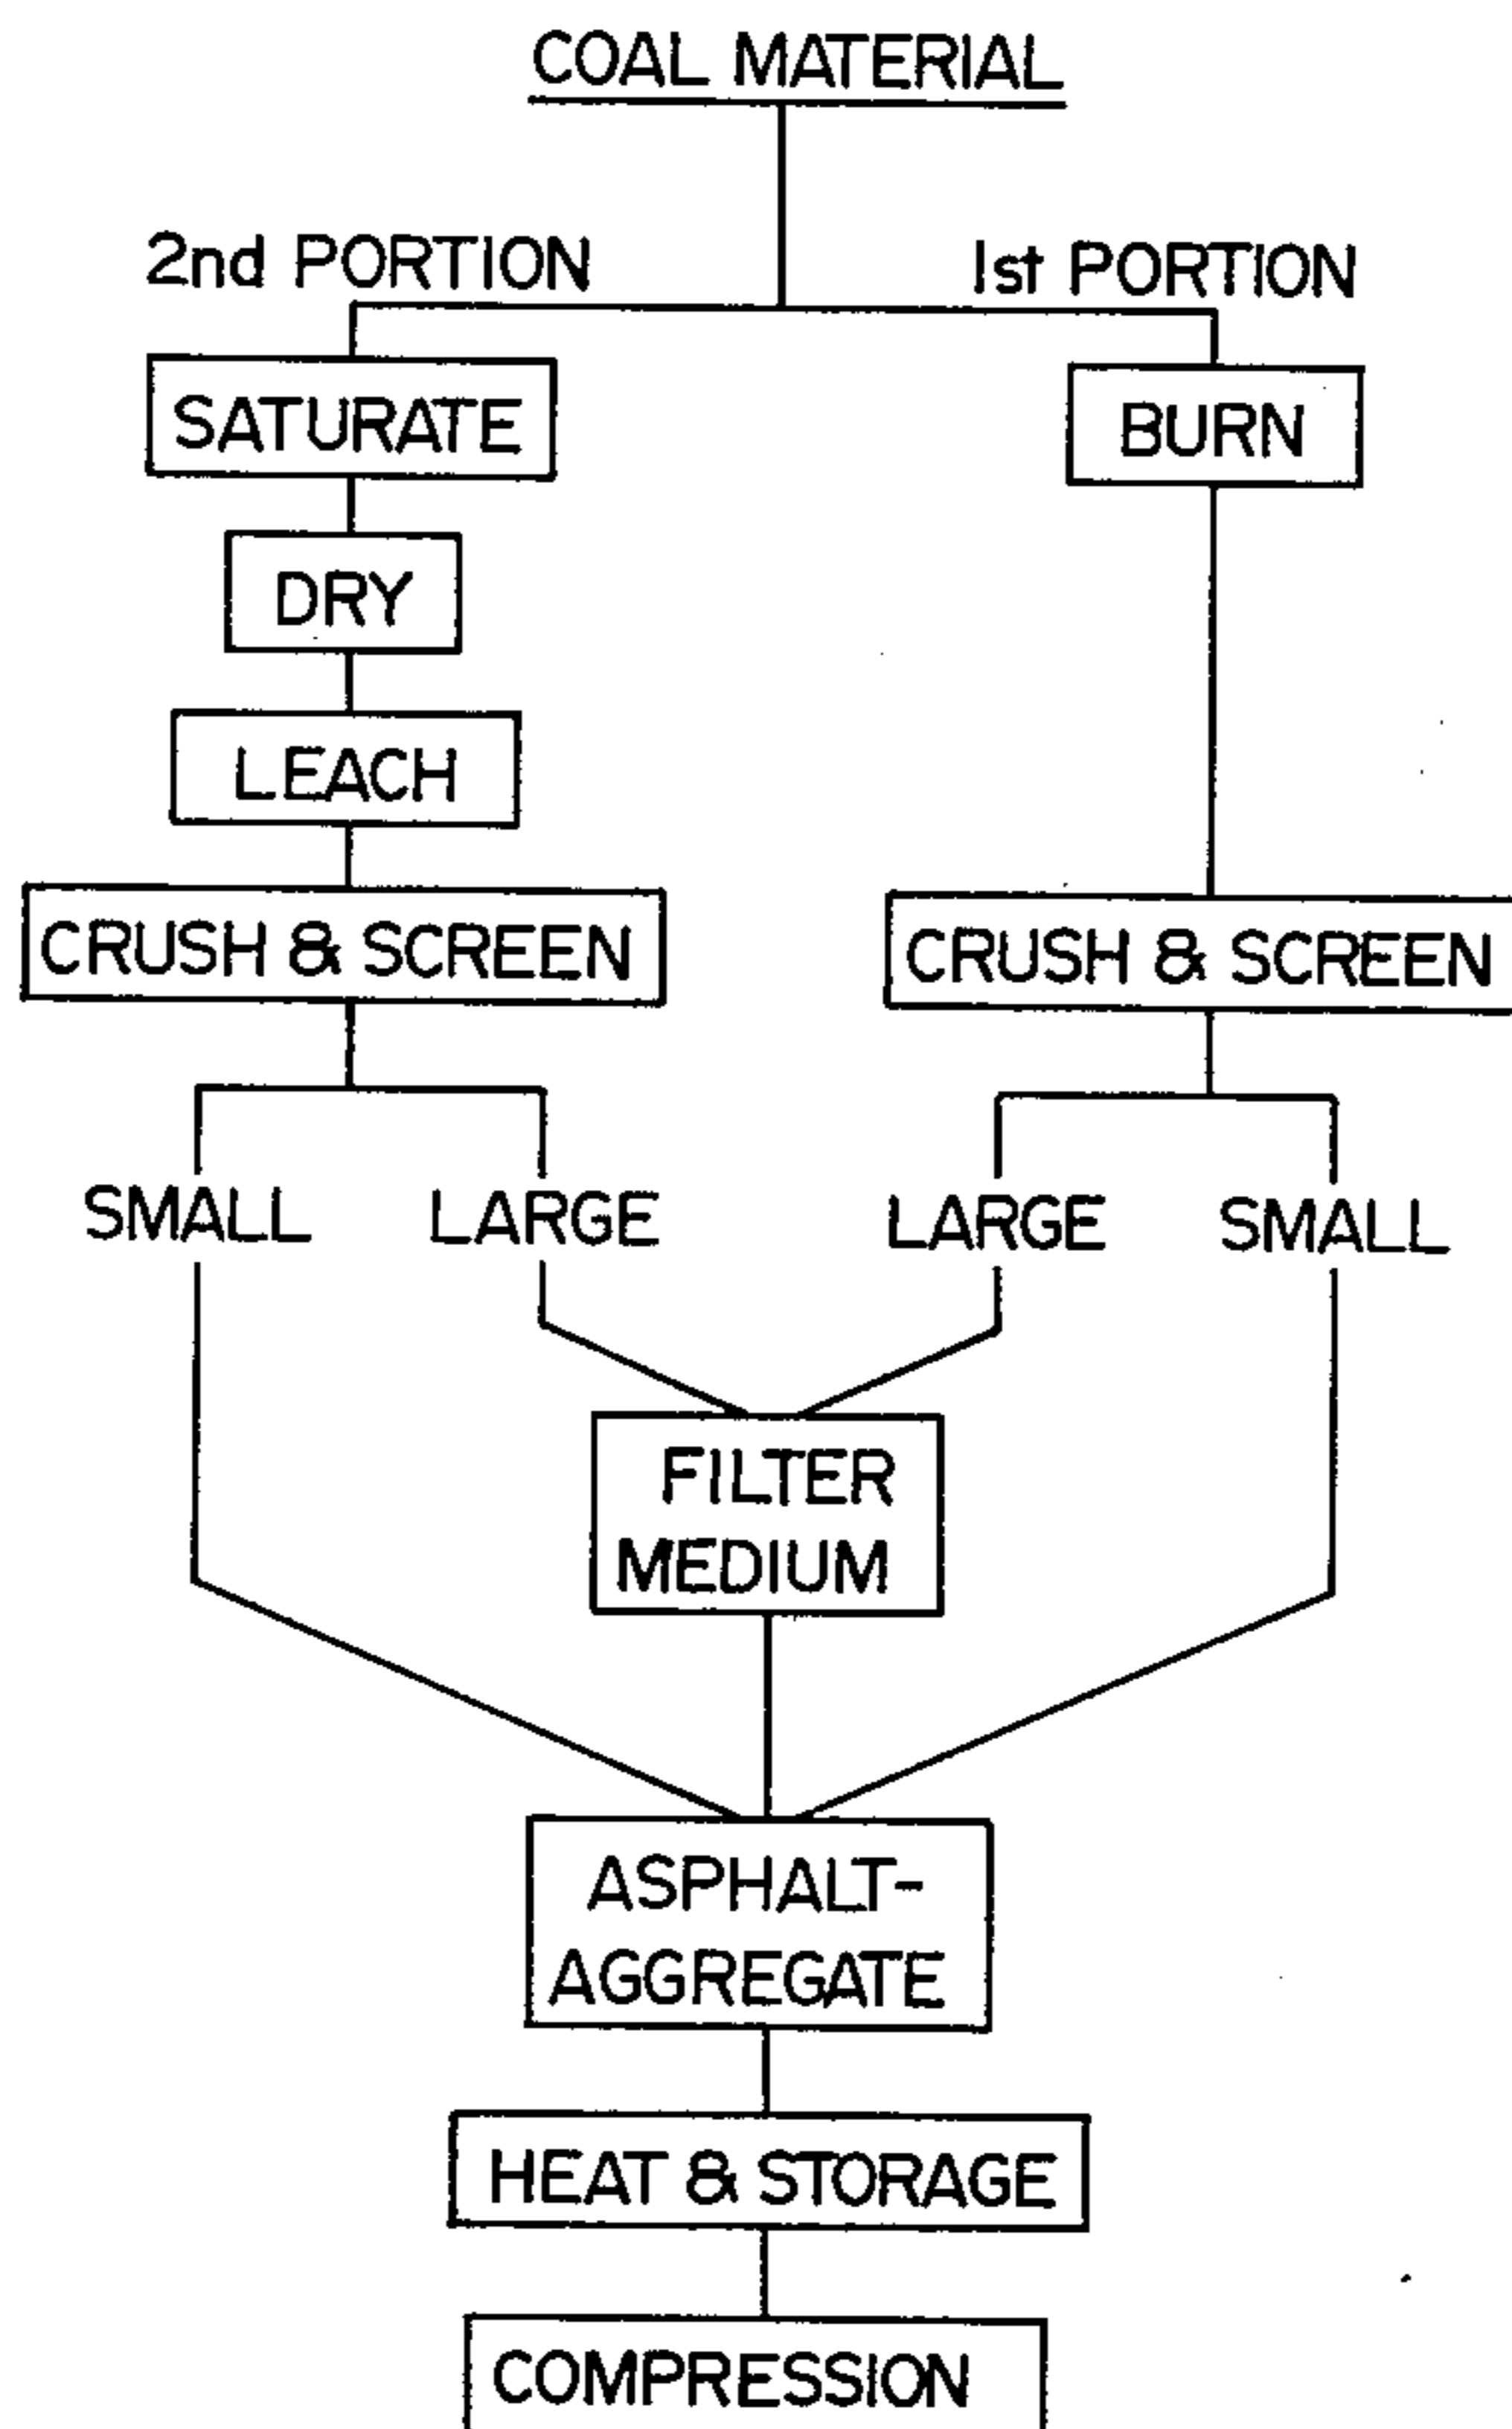 COAL MATERIAL
2nd PORTION
1st PORTION
SATURATE
BURN
DRY
LEACH
CRUSH & SCREEN
CRUSH & SCREEN
SMALL
LARGE
LARGE
SMALL
FILTER
MEDIUM
ASPHALT-
AGGREGATE
HEAT & STORAGE
COMPRESSION